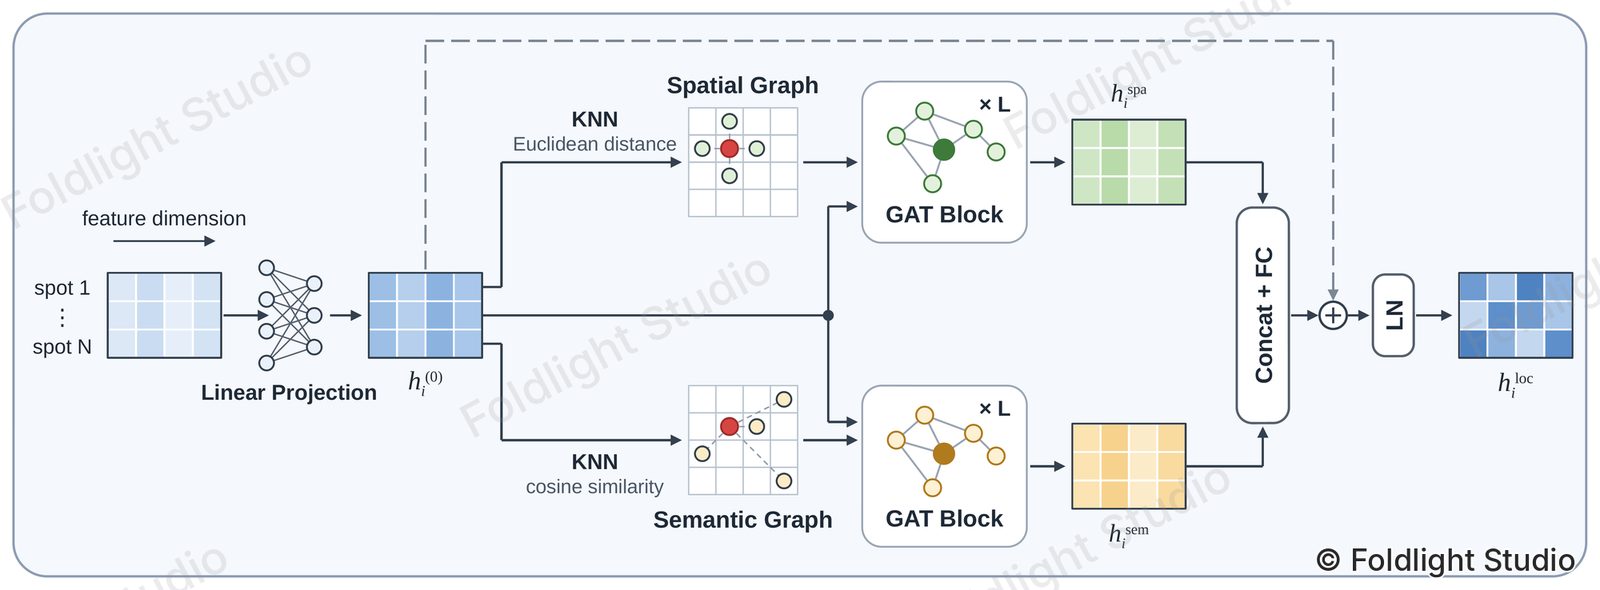 Spatial Graph
KNN
Euclidean distance
× L
GAT Block
h_i^spa
feature dimension
spot 1
⋮
spot N
Linear Projection
h_i^(0)
KNN
cosine similarity
Semantic Graph
× L
GAT Block
h_i^sem
Concat + FC
+
LN
h_i^loc
© Foldlight Studio
Foldlight Studio
Foldlight Studio
Foldlight Studio
Foldlight Studio